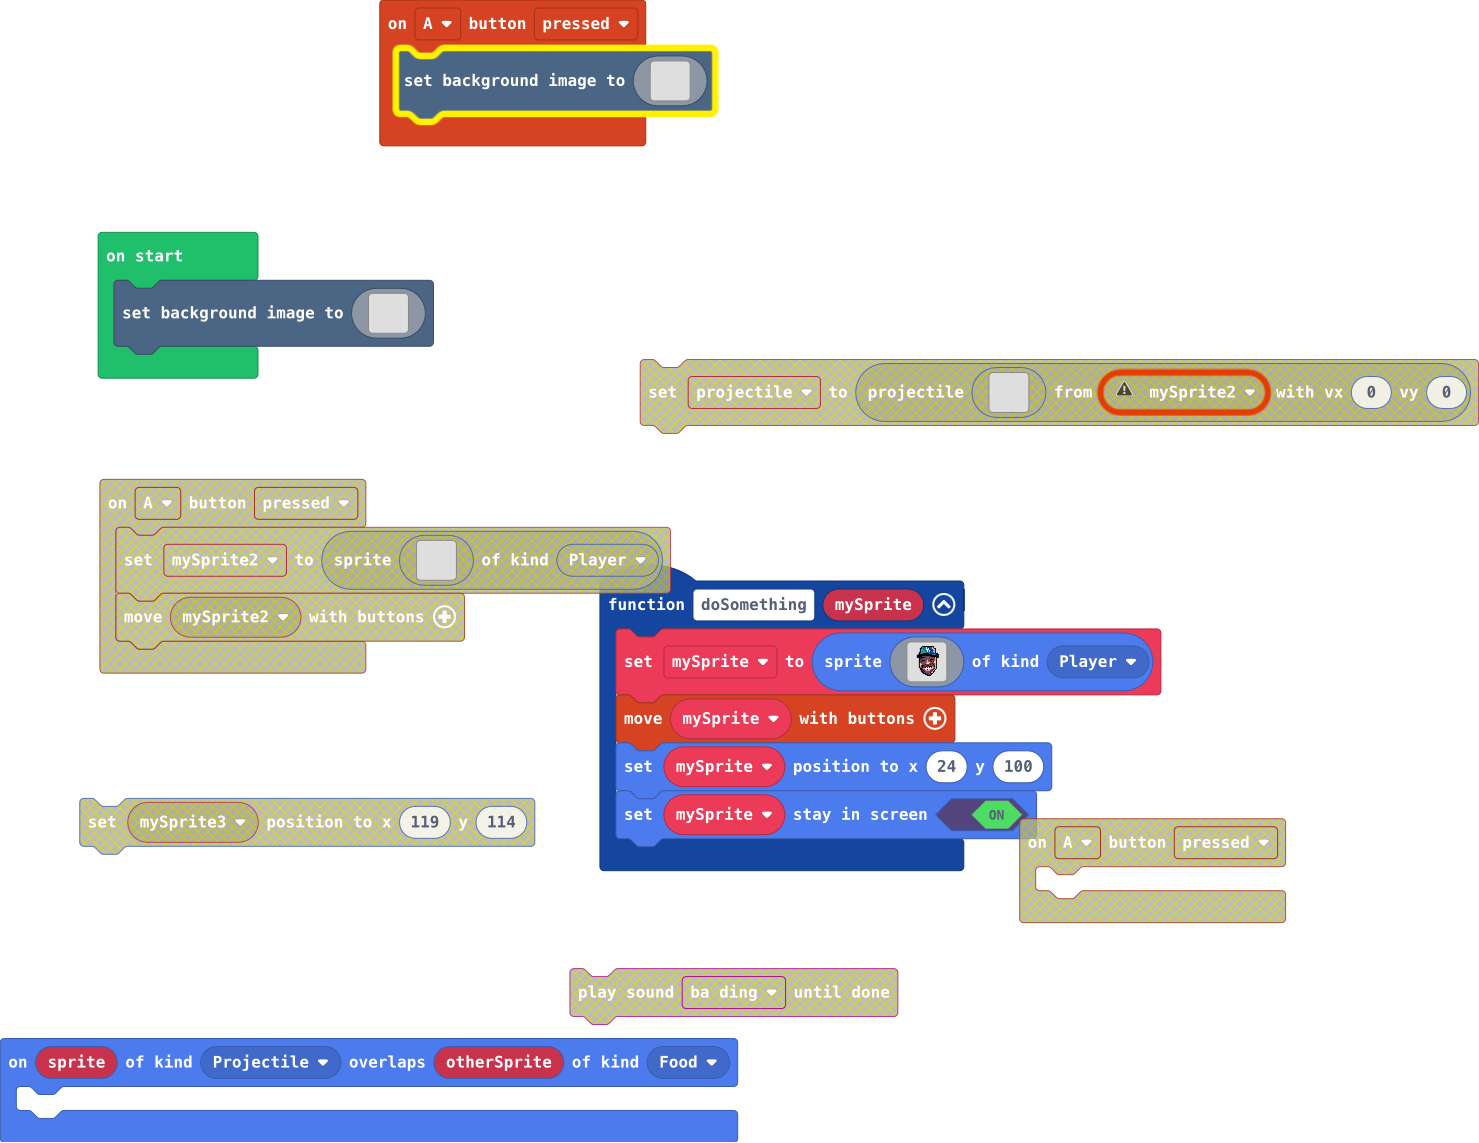 on A button pressed
set background image to
on start
set background image to
set projectile to projectile from mySprite2 with vx 0 vy 0
on A button pressed
set mySprite2 to sprite of kind Player
move mySprite2 with buttons
function doSomething mySprite
set mySprite to sprite of kind Player
move mySprite with buttons
set mySprite position to x 24 y 100
set mySprite stay in screen ON
set mySprite3 position to x 119 y 114
on A button pressed
play sound ba ding until done
on sprite of kind Projectile overlaps otherSprite of kind Food